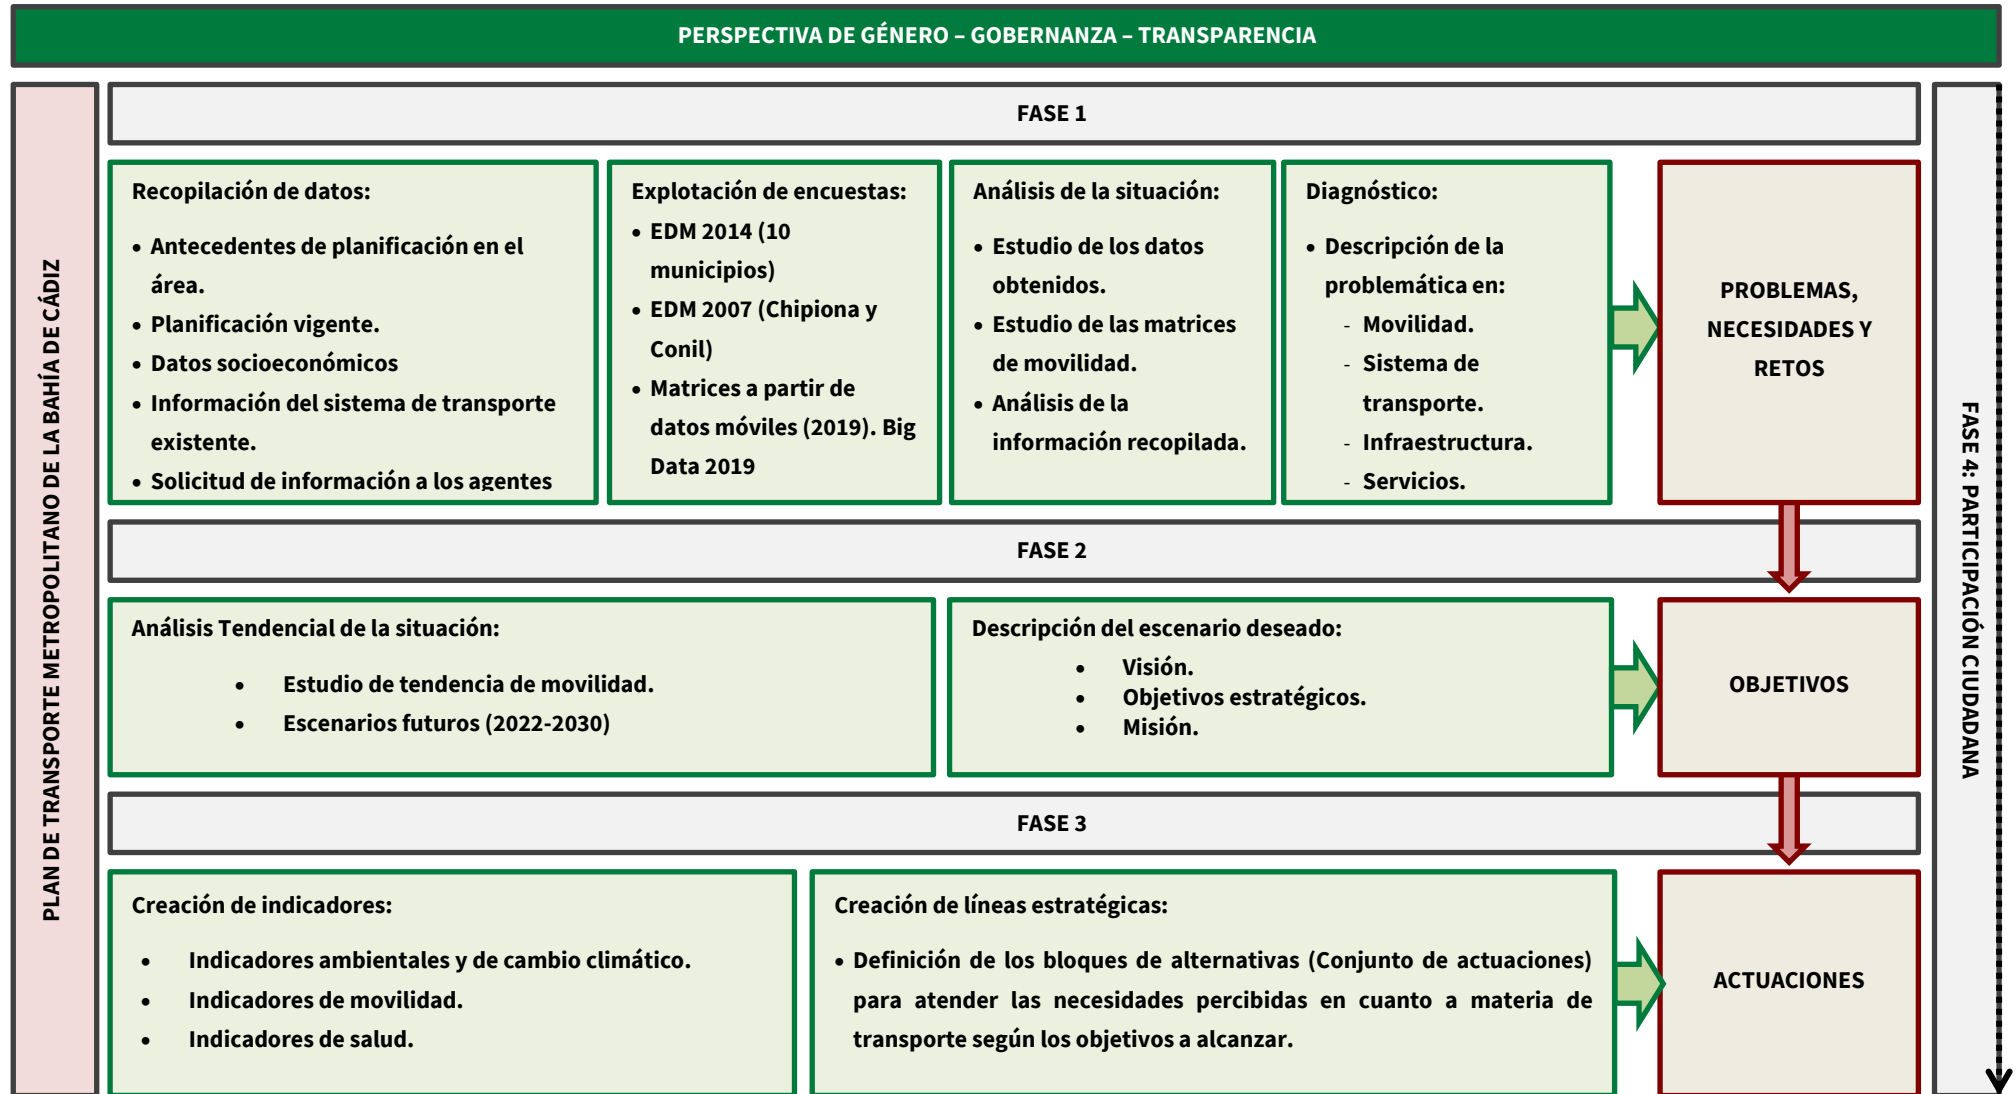 PERSPECTIVA DE GÉNERO – GOBERNANZA – TRANSPARENCIA
PLAN DE TRANSPORTE METROPOLITANO DE LA BAHÍA DE CÁDIZ
FASE 1
Recopilación de datos:
• Antecedentes de planificación en el
área.
• Planificación vigente.
• Datos socioeconómicos
• Información del sistema de transporte
existente.
• Solicitud de información a los agentes
Explotación de encuestas:
• EDM 2014 (10
municipios)
• EDM 2007 (Chipiona y
Conil)
• Matrices a partir de
datos móviles (2019). Big
Data 2019
Análisis de la situación:
• Estudio de los datos
obtenidos.
• Estudio de las matrices
de movilidad.
• Análisis de la
información recopilada.
Diagnóstico:
• Descripción de la
problemática en:
- Movilidad.
- Sistema de
transporte.
- Infraestructura.
- Servicios.
PROBLEMAS,
NECESIDADES Y
RETOS
FASE 2
Análisis Tendencial de la situación:
• Estudio de tendencia de movilidad.
• Escenarios futuros (2022-2030)
Descripción del escenario deseado:
• Visión.
• Objetivos estratégicos.
• Misión.
OBJETIVOS
FASE 3
Creación de indicadores:
• Indicadores ambientales y de cambio climático.
• Indicadores de movilidad.
• Indicadores de salud.
Creación de líneas estratégicas:
• Definición de los bloques de alternativas (Conjunto de actuaciones)
para atender las necesidades percibidas en cuanto a materia de
transporte según los objetivos a alcanzar.
ACTUACIONES
FASE 4: PARTICIPACIÓN CIUDADANA